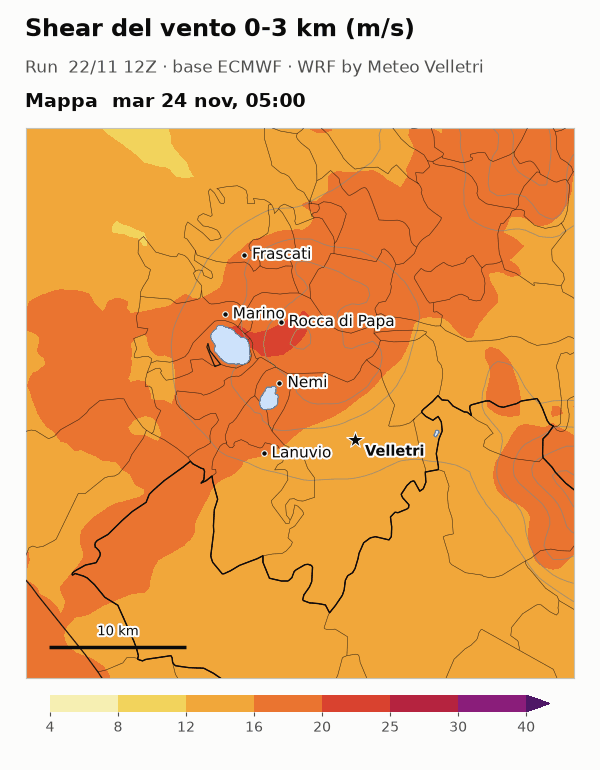 Shear del vento 0-3 km (m/s)
Run  22/11 12Z · base ECMWF · WRF by Meteo Velletri
Mappa  mar 24 nov, 05:00
Frascati
Marino
Rocca di Papa
Nemi
Velletri
Lanuvio
10 km
4 8 12 16 20 25 30 40